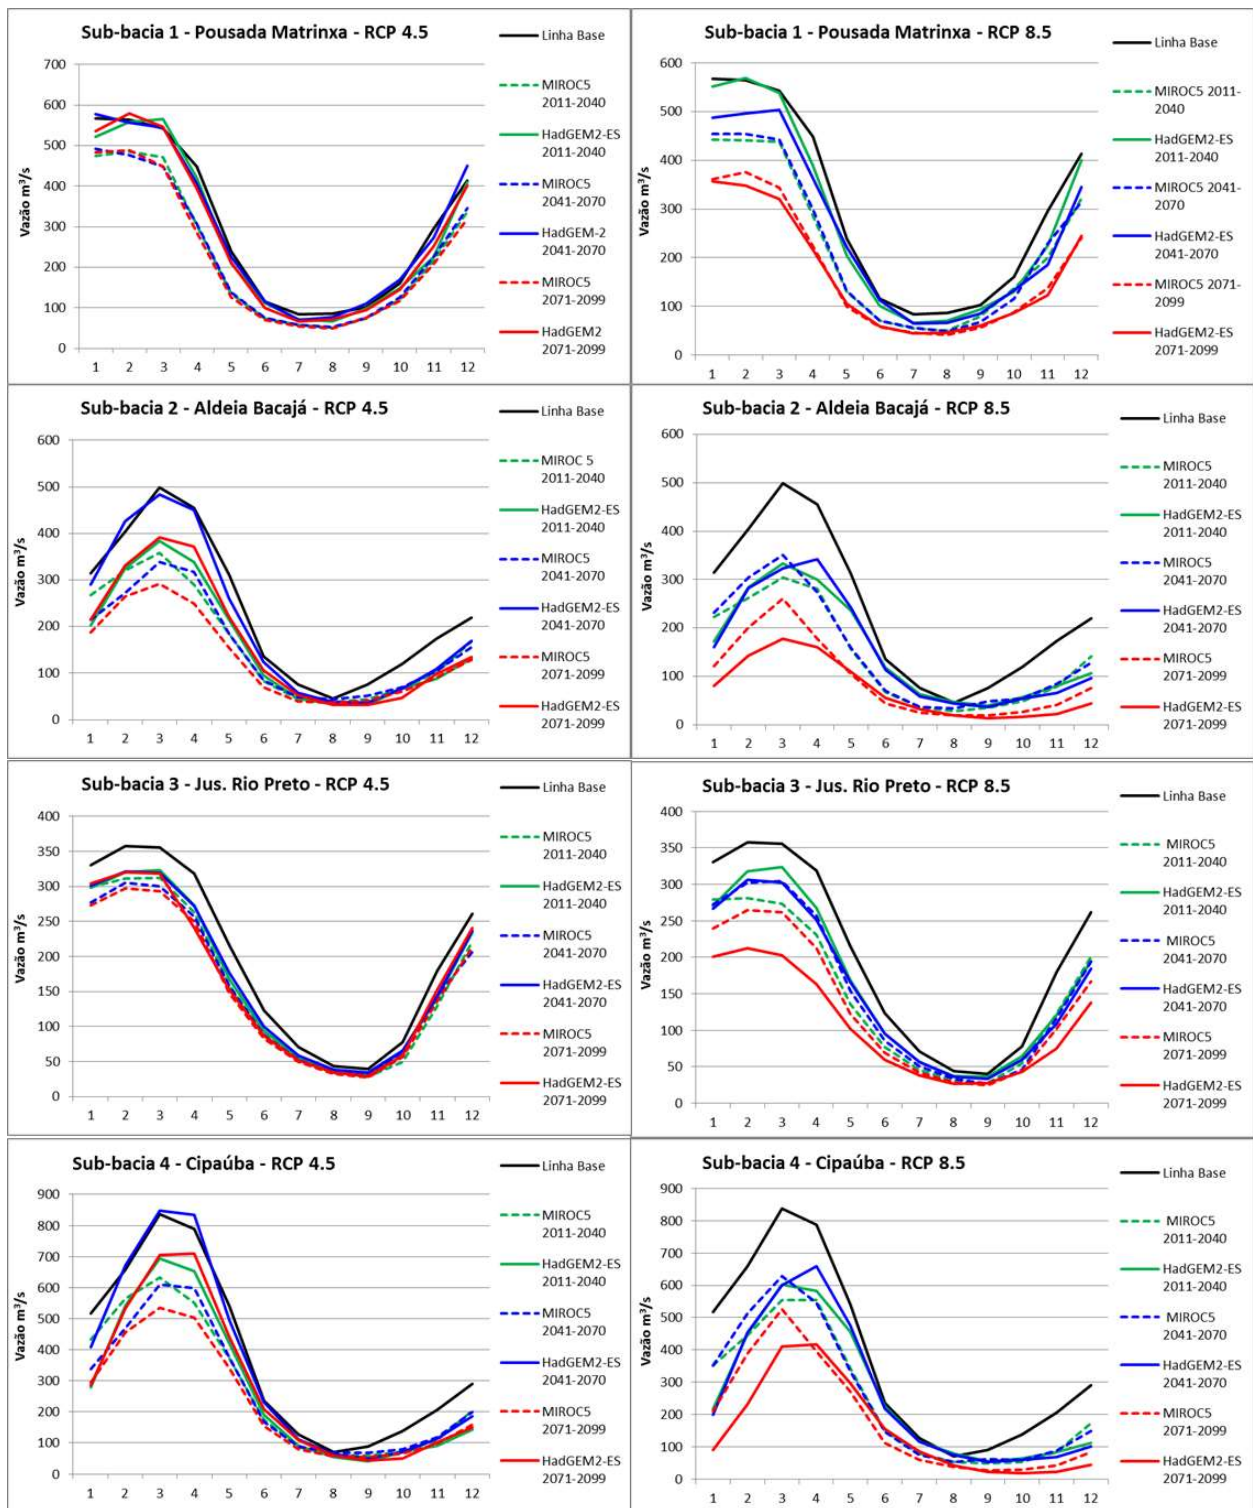 Sub-bacia 1 - Pousada Matrinxa - RCP 4.5
Vazão m³/s
700
600
500
400
300
200
100
0
1 2 3 4 5 6 7 8 9 10 11 12
Linha Base
MIROC5
2011-2040
HadGEM2-ES
2011-2040
MIROC5
2041-2070
HadGEM-2
2041-2070
MIROC5
2071-2099
HadGEM2
2071-2099
Sub-bacia 1 - Pousada Matrinxa - RCP 8.5
Vazão m³/s
600
500
400
300
200
100
0
1 2 3 4 5 6 7 8 9 10 11 12
Linha Base
MIROC5 2011-
2040
HadGEM2-ES
2011-2040
MIROC5 2041-
2070
HadGEM2-ES
2041-2070
MIROC5 2071-
2099
HadGEM2-ES
2071-2099
Sub-bacia 2 - Aldeia Bacajá - RCP 4.5
Vazão m³/s
600
500
400
300
200
100
0
1 2 3 4 5 6 7 8 9 10 11 12
Linha Base
MIROC 5
2011-2040
HadGEM2-ES
2011-2040
MIROC5
2041-2070
HadGEM2-ES
2041-2070
MIROC5
2071-2099
HadGEM2-ES
2071-2099
Sub-bacia 2 - Aldeia Bacajá - RCP 8.5
Vazão m³/s
600
500
400
300
200
100
0
1 2 3 4 5 6 7 8 9 10 11 12
Linha Base
MIROC5
2011-2040
HadGEM2-ES
2011-2040
MIROC5
2041-2070
HadGEM2-ES
2041-2070
MIROC5
2071-2099
HadGEM2-ES
2071-2099
Sub-bacia 3 - Jus. Rio Preto - RCP 4.5
Vazão m³/s
400
350
300
250
200
150
100
50
0
1 2 3 4 5 6 7 8 9 10 11 12
Linha Base
MIROC5
2011-2040
HadGEM2-ES
2011-2040
MIROC5
2041-2070
HadGEM2-ES
2041-2070
MIROC5
2071-2099
HadGEM2-ES
2071-2099
Sub-bacia 3 - Jus. Rio Preto - RCP 8.5
Vazão m³/s
400
350
300
250
200
150
100
50
0
1 2 3 4 5 6 7 8 9 10 11 12
Linha Base
MIROC5
2011-2040
HadGEM2-ES
2011-2040
MIROC5
2041-2070
HadGEM2-ES
2041-2070
MIROC5
2071-2099
HadGEM2-ES
2071-2099
Sub-bacia 4 - Cipaúba - RCP 4.5
Vazão m³/s
900
800
700
600
500
400
300
200
100
0
1 2 3 4 5 6 7 8 9 10 11 12
Linha Base
MIROC5
2011-2040
HadGEM2-ES
2011-2040
MIROC5
2041-2070
HadGEM2-ES
2041-2070
MIROC5
2071-2099
HadGEM2-ES
2071-2099
Sub-bacia 4 - Cipaúba - RCP 8.5
Vazão m³/s
900
800
700
600
500
400
300
200
100
0
1 2 3 4 5 6 7 8 9 10 11 12
Linha Base
MIROC5
2011-2040
HadGEM2-ES
2011-2040
MIROC5
2041-2070
HadGEM2-ES
2041-2070
MIROC5
2071-2099
HadGEM2-ES
2071-2099